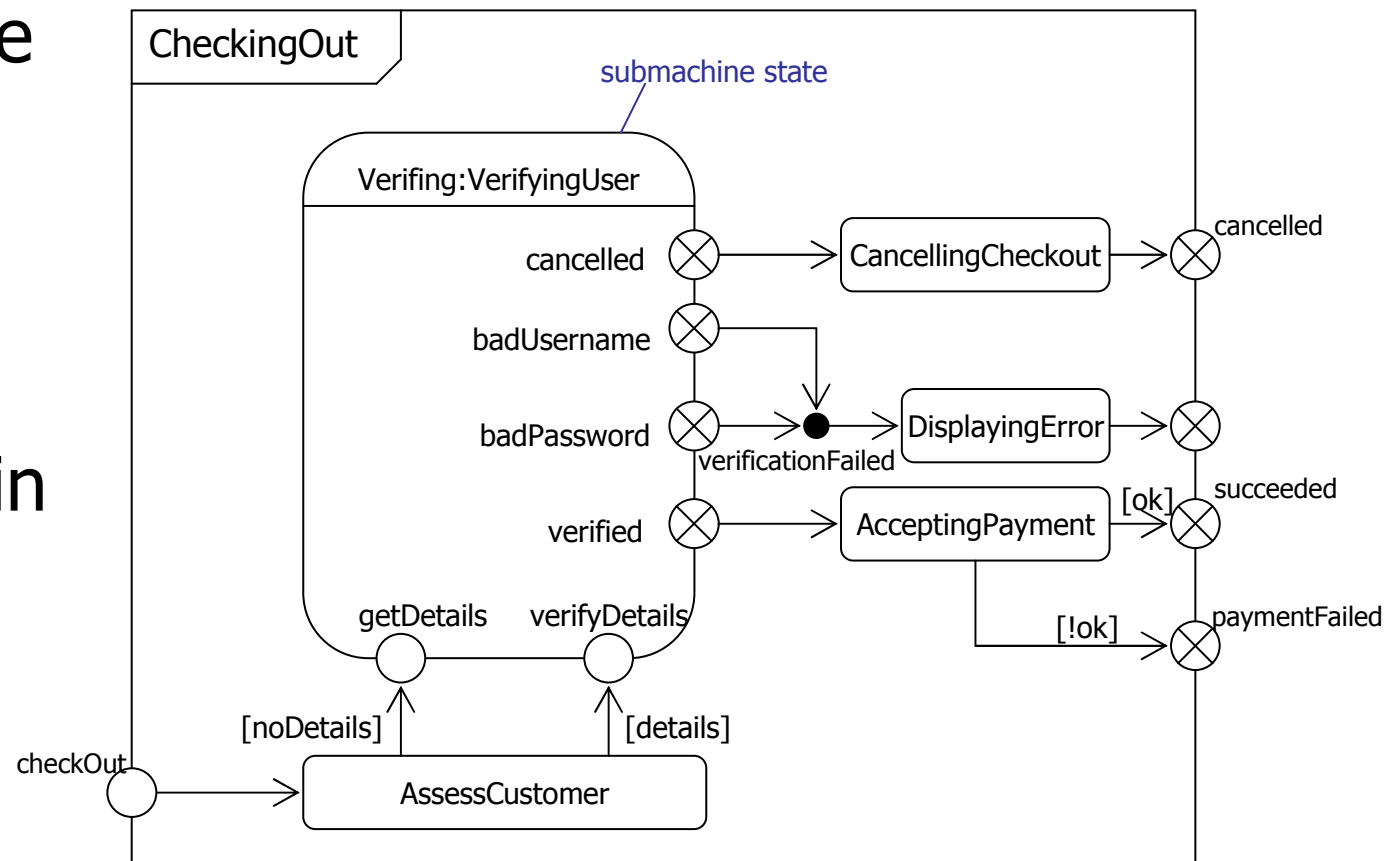 e
CheckingOut
submachine state
Verifing:VerifyingUser
cancelled
CancellingCheckout
cancelled
badUsername
badPassword
verificationFailed
DisplayingError
in
verified
AcceptingPayment
[ok]
succeeded
[!ok]
paymentFailed
getDetails
verifyDetails
[noDetails]
[details]
checkOut
AssessCustomer